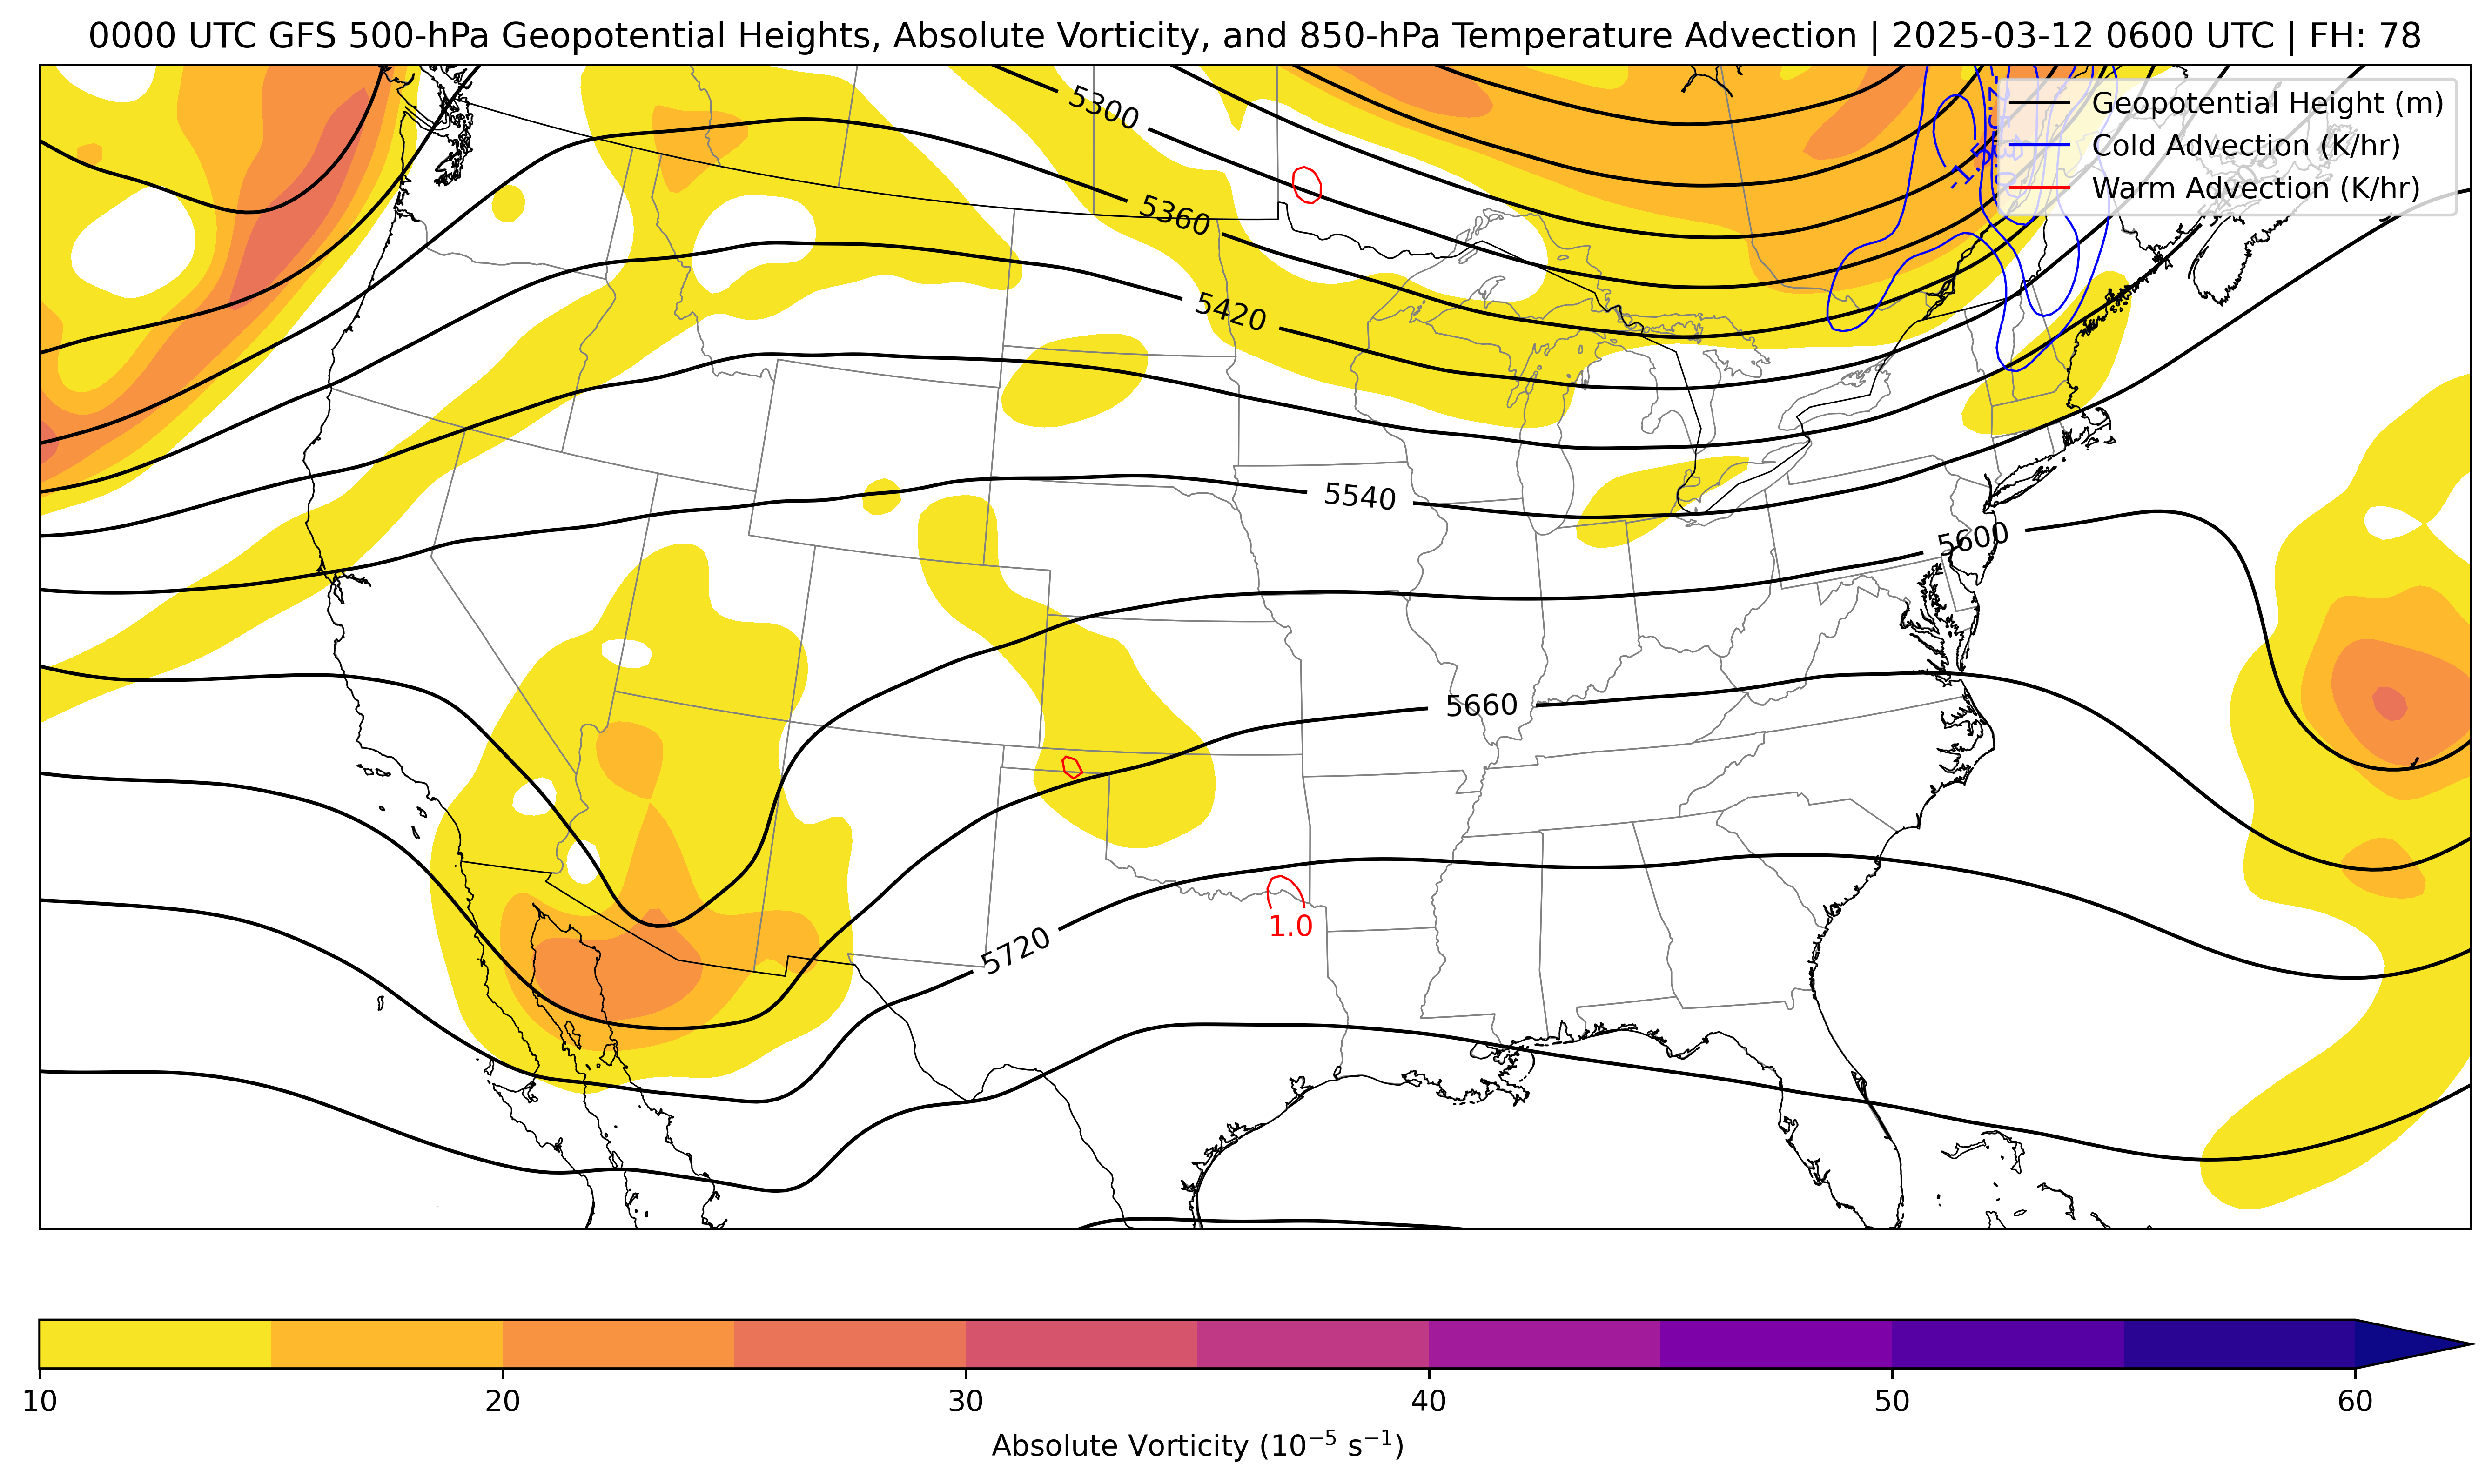 0000 UTC GFS 500-hPa Geopotential Heights, Absolute Vorticity, and 850-hPa Temperature Advection | 2025-03-12 0600 UTC | FH: 78
Geopotential Height (m)
Cold Advection (K/hr)
Warm Advection (K/hr)
5300
5360
5420
5540
5600
5660
5720
1.0
10 20 30 40 50 60
Absolute Vorticity (10⁻⁵ s⁻¹)